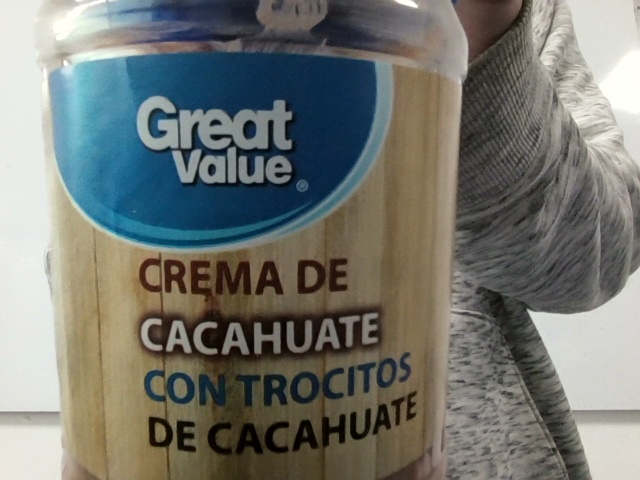 Great
Value®
CREMA DE
CACAHUATE
CON TROCITOS
DE CACAHUATE